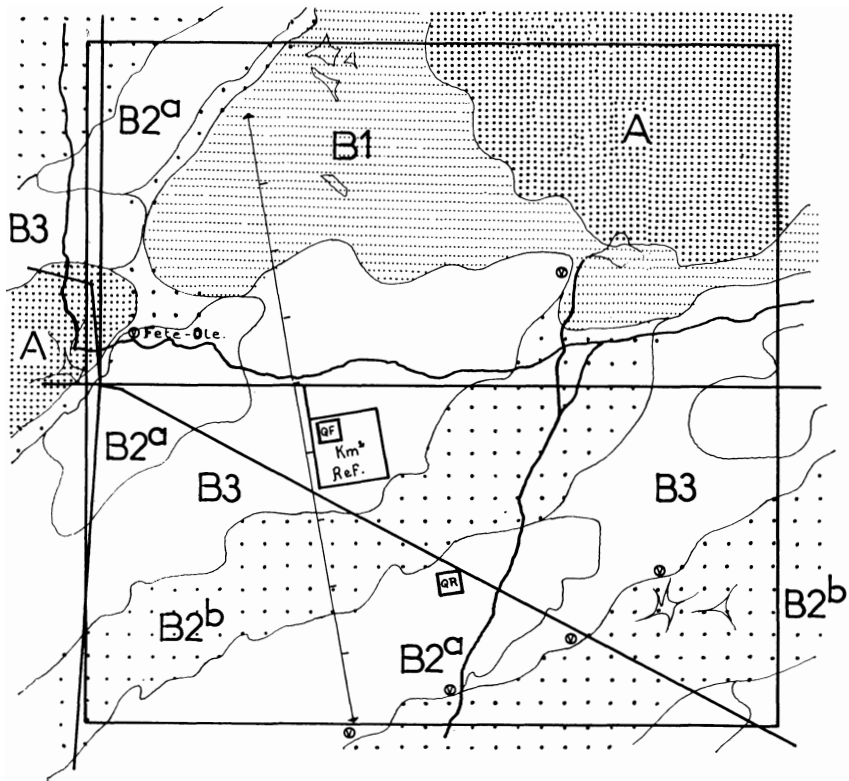 B2a
B1
A
B3
A
Fete-Ole.
B2a
QF
Km²
Ref.
B3
B3
QR
B2b
B2b
B2a